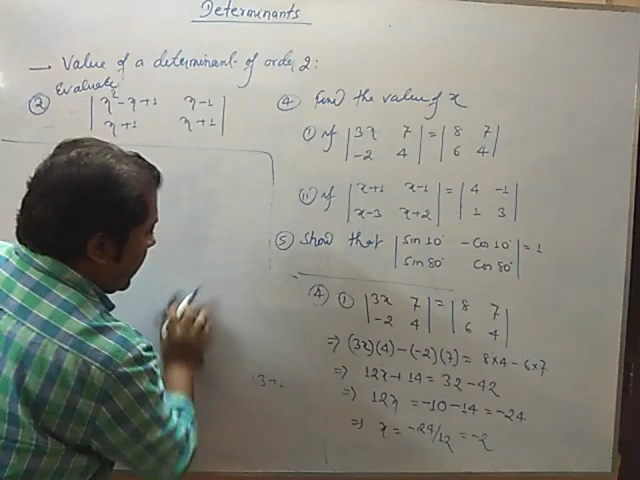 Determinants
→ Value of a determinant of order 2:
Evaluate
② | x²-x+1 x-1 |
| x+1 x+1 |
④ find the value of x
① if | 3x 7 | = | 8 7 |
| -2 4 | | 6 4 |
⑪ if | x+1 x-1 | = | 4 -1 |
| x-3 x+2 | | 1 3 |
⑤ Show that | sin 10° -cos 10° | = 1
| sin 80° cos 80° |
④ ① | 3x 7 | = | 8 7 |
| -2 4 | | 6 4 |
⇒ (3x)(4)-(-2)(7) = 8×4-6×7
⇒ 12x+14 = 32-42
⇒ 12x = -10-14 = -24
⇒ x = -24/12 = -2